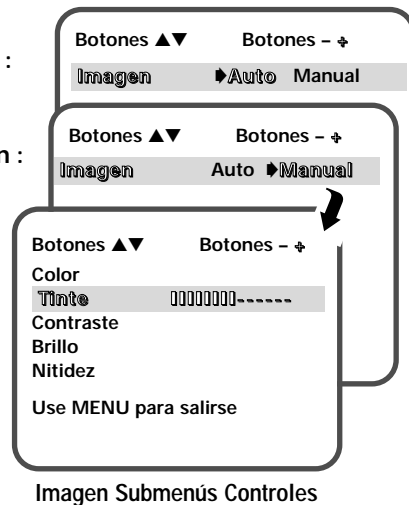 Botones ▲▼ Botones – +
:
Imagen ➧Auto Manual
Botones ▲▼ Botones – +
n :
Imagen Auto ➧Manual
Botones ▲▼ Botones – +
Color
Tinte ▯▯▯▯▯▯▯▯------
Contraste
Brillo
Nitidez
Use MENU para salirse
Imagen Submenús Controles